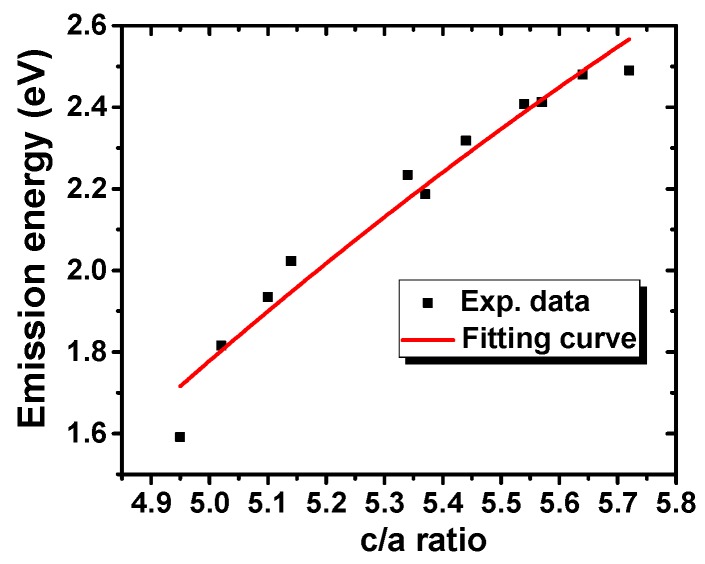 Emission energy (eV)
2.6
2.4
2.2
2.0
1.8
1.6
Exp. data
Fitting curve
4.9 5.0 5.1 5.2 5.3 5.4 5.5 5.6 5.7 5.8
c/a ratio